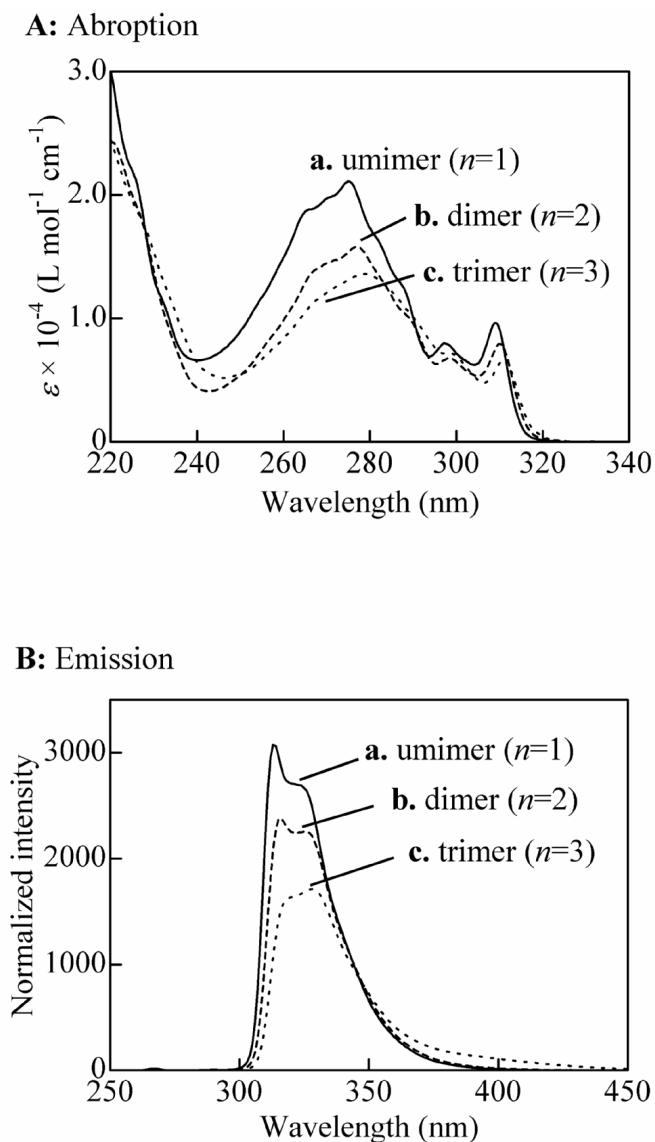 A: Abroption
3.0
2.0
1.0
0
ε × 10⁻⁴ (L mol⁻¹ cm⁻¹)
a. umimer (n=1)
b. dimer (n=2)
c. trimer (n=3)
220 240 260 280 300 320 340
Wavelength (nm)
B: Emission
3000
2000
1000
0
Normalized intensity
a. umimer (n=1)
b. dimer (n=2)
c. trimer (n=3)
250 300 350 400 450
Wavelength (nm)